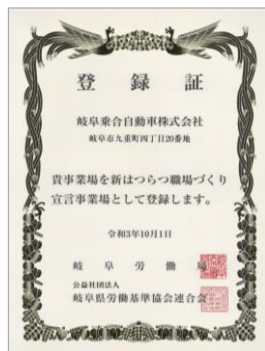 登録証
岐阜乗合自動車株式会社
岐阜市九重町四丁目20番地
貴事業場を新はつらつ職場づくり
宣言事業場として登録します。
令和3年10月1日
岐阜労働局
公益社団法人
岐阜県労働基準協会連合会